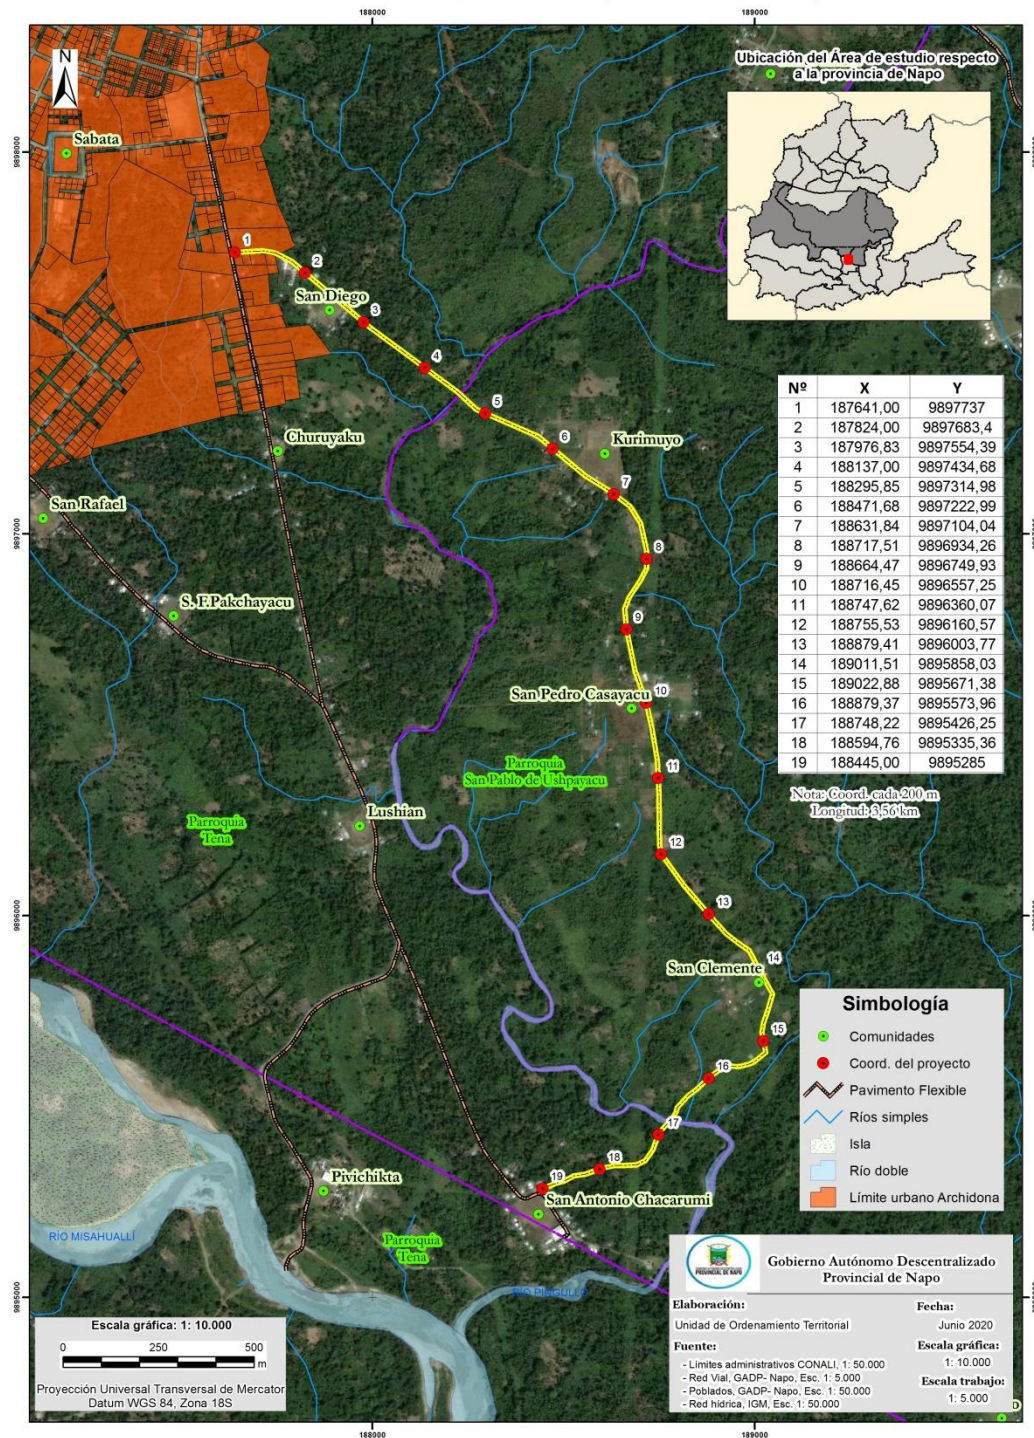 188000
189000
N
Ubicación del Área de estudio respecto
a la provincia de Napo
Sabata
9898000
1
2
San Diego
3
4
5
6
Churuyaku
Kurimuyo
7
San Rafael
9897000
8
S. F.Pakchayacu
9
San Pedro Casayacu
10
Parroquia
San Pablo de Ushpayacu
11
Lushian
Parroquia
Tena
12
13
9896000
14
San Clemente
15
16
17
18
19
Pivichikta
San Antonio Chacarumi
RÍO MISAHUALLÍ
Parroquia
Tena
9895000
Nº X Y
1 187641,00 9897737
2 187824,00 9897683,4
3 187976,83 9897554,39
4 188137,00 9897434,68
5 188295,85 9897314,98
6 188471,68 9897222,99
7 188631,84 9897104,04
8 188717,51 9896934,26
9 188664,47 9896749,93
10 188716,45 9896557,25
11 188747,62 9896360,07
12 188755,53 9896160,57
13 188879,41 9896003,77
14 189011,51 9895858,03
15 189022,88 9895671,38
16 188879,37 9895573,96
17 188748,22 9895426,25
18 188594,76 9895335,36
19 188445,00 9895285
Nota: Coord. cada 200 m
Longitud: 3,56 km
Simbología
Comunidades
Coord. del proyecto
Pavimento Flexible
Ríos simples
Isla
Río doble
Límite urbano Archidona
PROVINCIAL DE NAPO
Gobierno Autónomo Descentralizado
Provincial de Napo
Elaboración:
Unidad de Ordenamiento Territorial
Fecha:
Junio 2020
Fuente:
- Límites administrativos CONALI, 1: 50.000
- Red Vial, GADP- Napo, Esc. 1: 5.000
- Poblados, GADP- Napo, Esc. 1: 50.000
- Red hídrica, IGM, Esc. 1: 50.000
Escala gráfica:
1: 10.000
Escala trabajo:
1: 5.000
Escala gráfica: 1: 10.000
0 250 500
m
Proyección Universal Transversal de Mercator
Datum WGS 84, Zona 18S
188000
189000